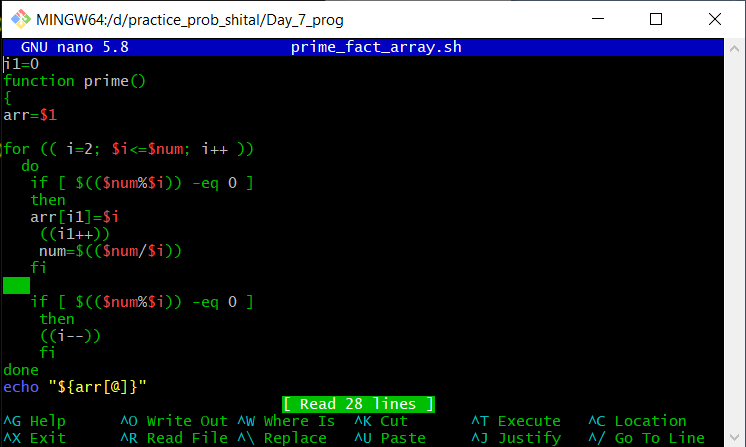 MINGW64:/d/practice_prob_shital/Day_7_prog
GNU nano 5.8 prime_fact_array.sh
i1=0
function prime()
{
arr=$1
for (( i=2; $i<=$num; i++ ))
do
if [ $(($num%$i)) -eq 0 ]
then
arr[i1]=$i
((i1++))
num=$(($num/$i))
fi
if [ $(($num%$i)) -eq 0 ]
then
((i--))
fi
done
echo "${arr[@]}"
[ Read 28 lines ]
^G Help ^O Write Out ^W Where Is ^K Cut ^T Execute ^C Location
^X Exit ^R Read File ^\ Replace ^U Paste ^J Justify ^/ Go To Line